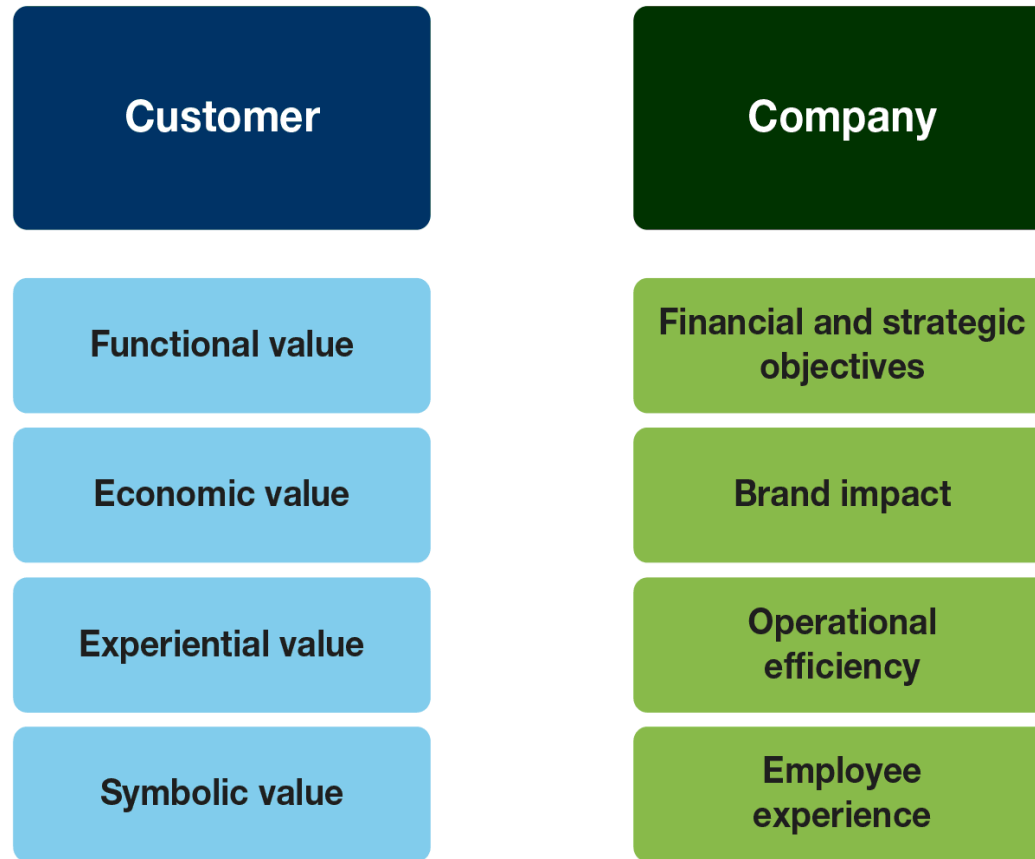 Customer
Functional value
Economic value
Experiential value
Symbolic value
Company
Financial and strategic
objectives
Brand impact
Operational
efficiency
Employee
experience